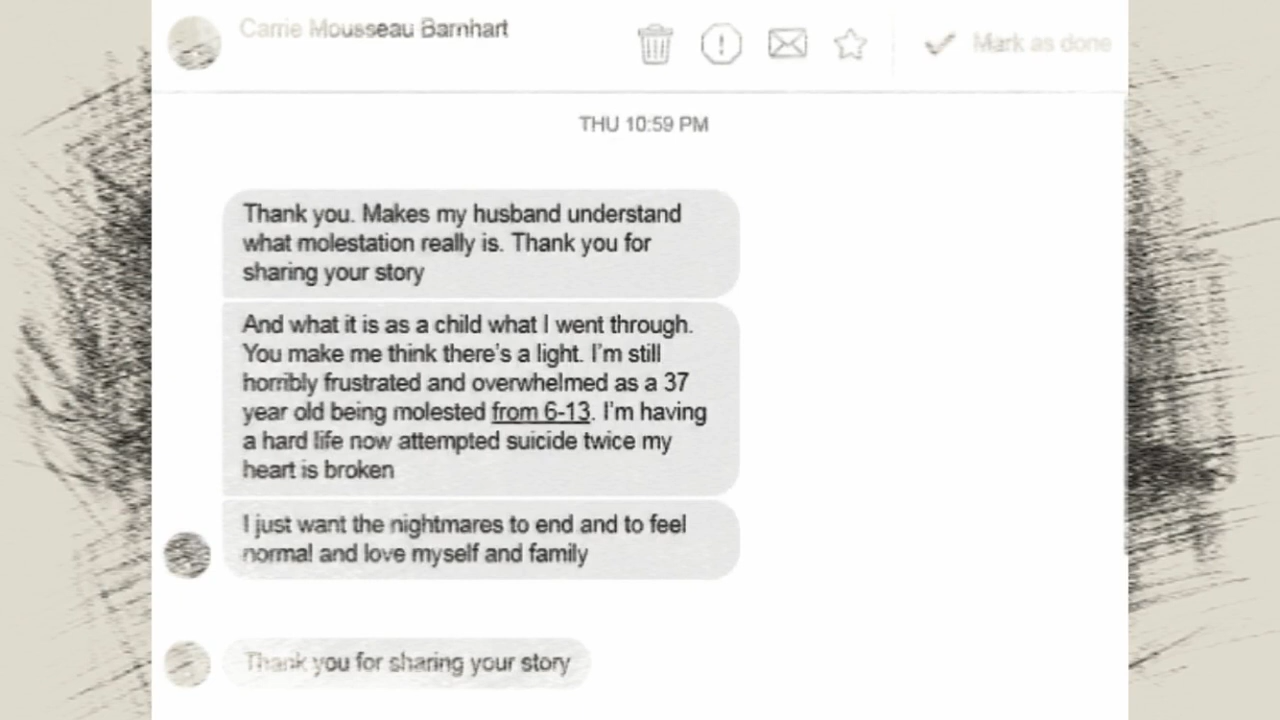 Carrie Mousseau Barnhart
Mark as done
THU 10:59 PM
Thank you. Makes my husband understand
what molestation really is. Thank you for
sharing your story
And what it is as a child what I went through.
You make me think there's a light. I'm still
horribly frustrated and overwhelmed as a 37
year old being molested from 6-13. I'm having
a hard life now attempted suicide twice my
heart is broken
I just want the nightmares to end and to feel
normal and love myself and family
Thank you for sharing your story